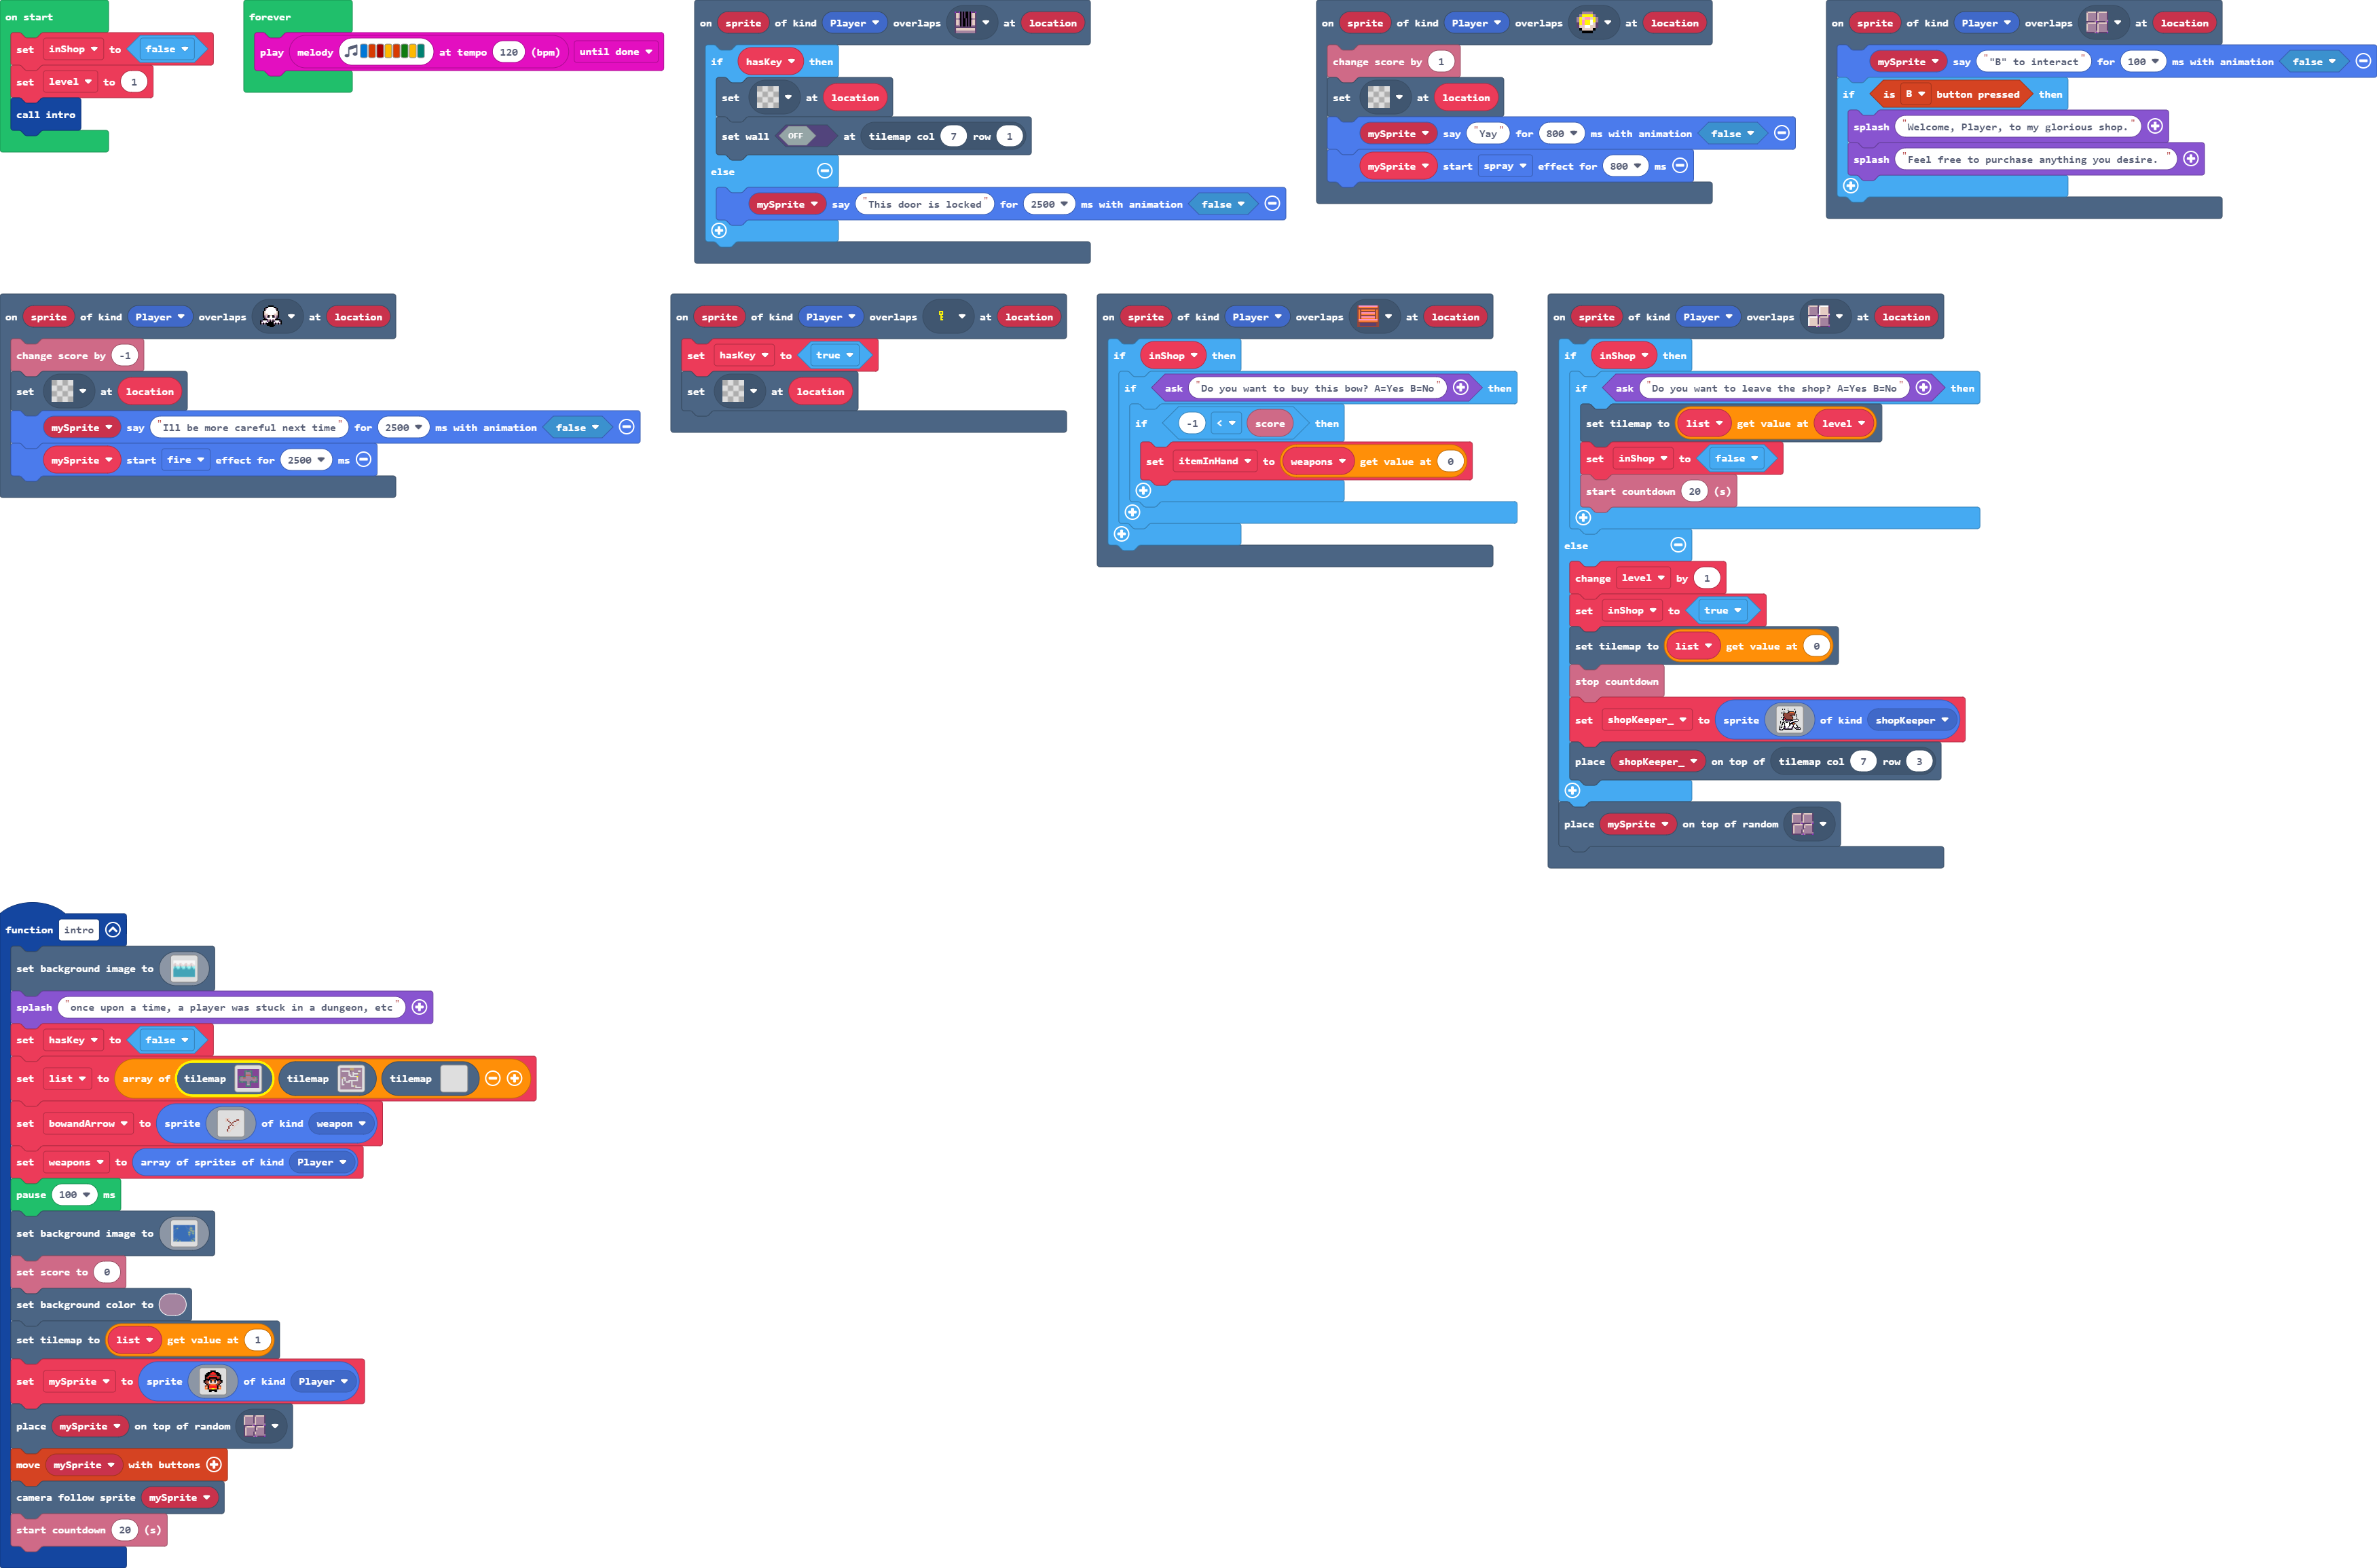 on start
set inShop to false
set level to 1
call intro
forever
play melody at tempo 120 (bpm) until done
on sprite of kind Player overlaps at location
if hasKey then
set at location
set wall OFF at tilemap col 7 row 1
else
mySprite say "This door is locked" for 2500 ms with animation false
on sprite of kind Player overlaps at location
change score by 1
set at location
mySprite say "Yay" for 800 ms with animation false
mySprite start spray effect for 800 ms
on sprite of kind Player overlaps at location
mySprite say ""B" to interact" for 100 ms with animation false
if is B button pressed then
splash "Welcome, Player, to my glorious shop."
splash "Feel free to purchase anything you desire. "
on sprite of kind Player overlaps at location
change score by -1
set at location
mySprite say "Ill be more careful next time" for 2500 ms with animation false
mySprite start fire effect for 2500 ms
on sprite of kind Player overlaps at location
set hasKey to true
set at location
on sprite of kind Player overlaps at location
if inShop then
if ask "Do you want to buy this bow? A=Yes B=No" then
if -1 < score then
set itemInHand to weapons get value at 0
on sprite of kind Player overlaps at location
if inShop then
if ask "Do you want to leave the shop? A=Yes B=No" then
set tilemap to list get value at level
set inShop to false
start countdown 20 (s)
else
change level by 1
set inShop to true
set tilemap to list get value at 0
stop countdown
set shopKeeper_ to sprite of kind shopKeeper
place shopKeeper_ on top of tilemap col 7 row 3
place mySprite on top of random
function intro
set background image to
splash "once upon a time, a player was stuck in a dungeon, etc"
set hasKey to false
set list to array of tilemap tilemap tilemap
set bowandArrow to sprite of kind weapon
set weapons to array of sprites of kind Player
pause 100 ms
set background image to
set score to 0
set background color to
set tilemap to list get value at 1
set mySprite to sprite of kind Player
place mySprite on top of random
move mySprite with buttons
camera follow sprite mySprite
start countdown 20 (s)